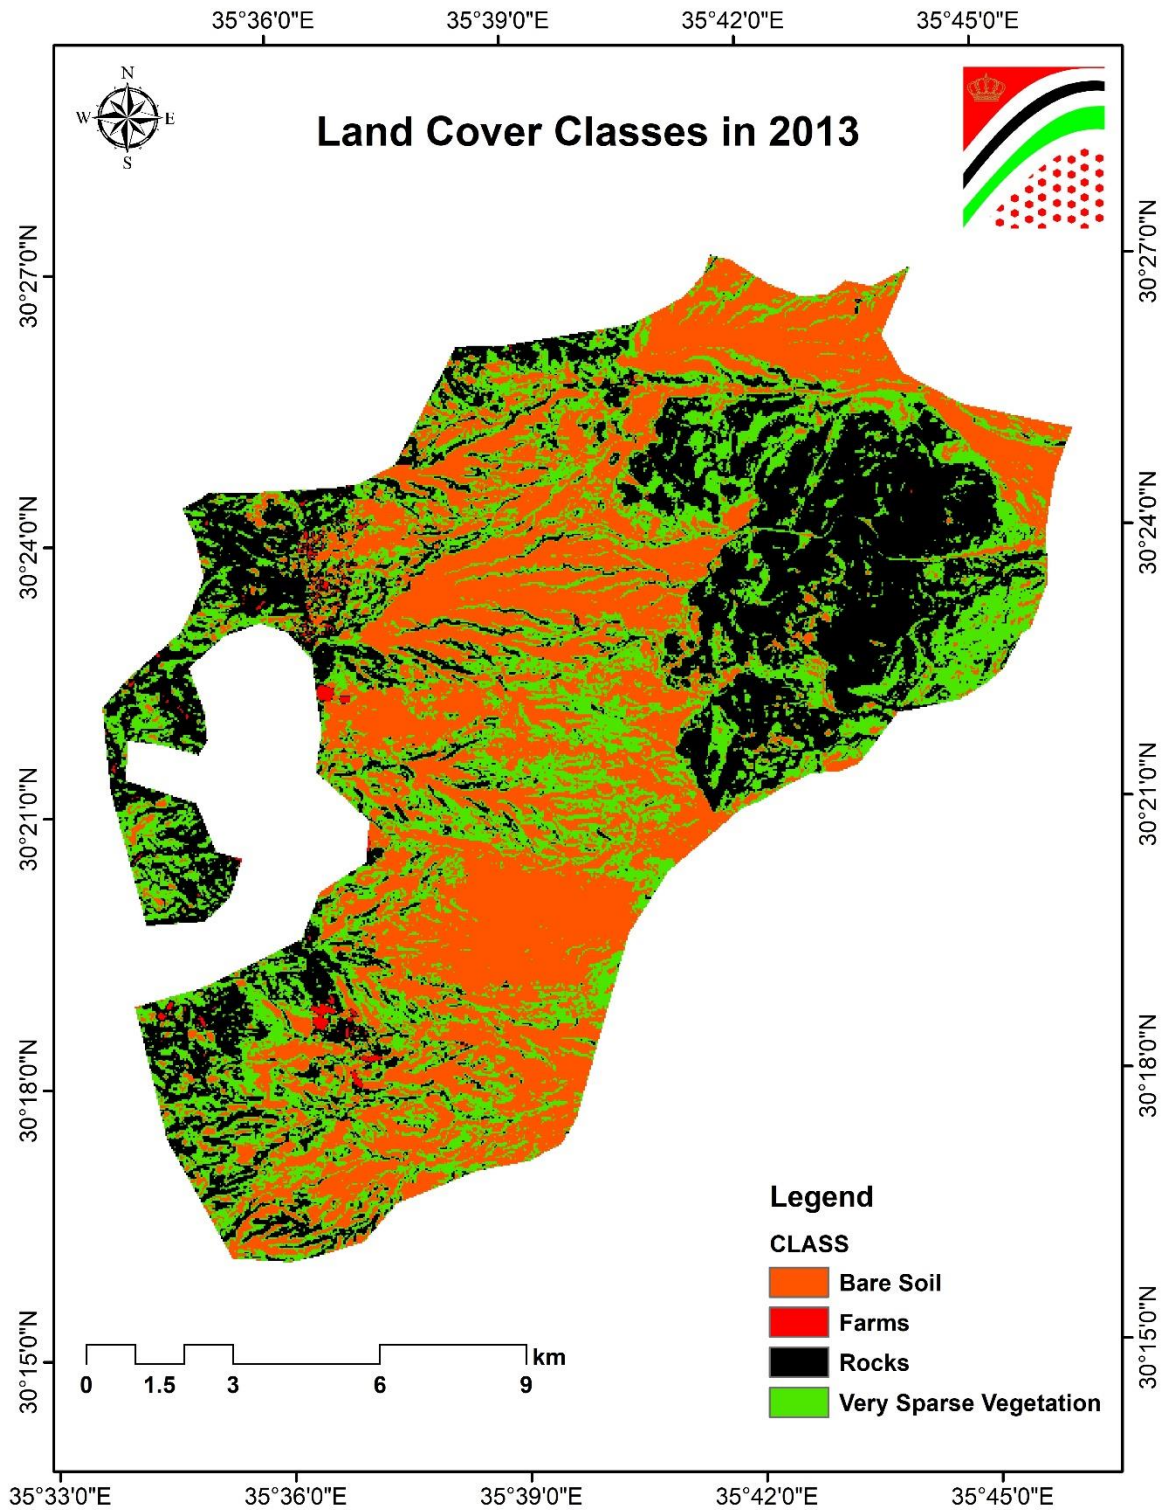 35°36'0"E 35°39'0"E 35°42'0"E 35°45'0"E
N
W E
S
Land Cover Classes in 2013
30°27'0"N
30°27'0"N
30°24'0"N
30°24'0"N
30°21'0"N
30°21'0"N
30°18'0"N
30°18'0"N
30°15'0"N
30°15'0"N
Legend
CLASS
Bare Soil
Farms
Rocks
Very Sparse Vegetation
km
0 1.5 3 6 9
35°33'0"E 35°36'0"E 35°39'0"E 35°42'0"E 35°45'0"E